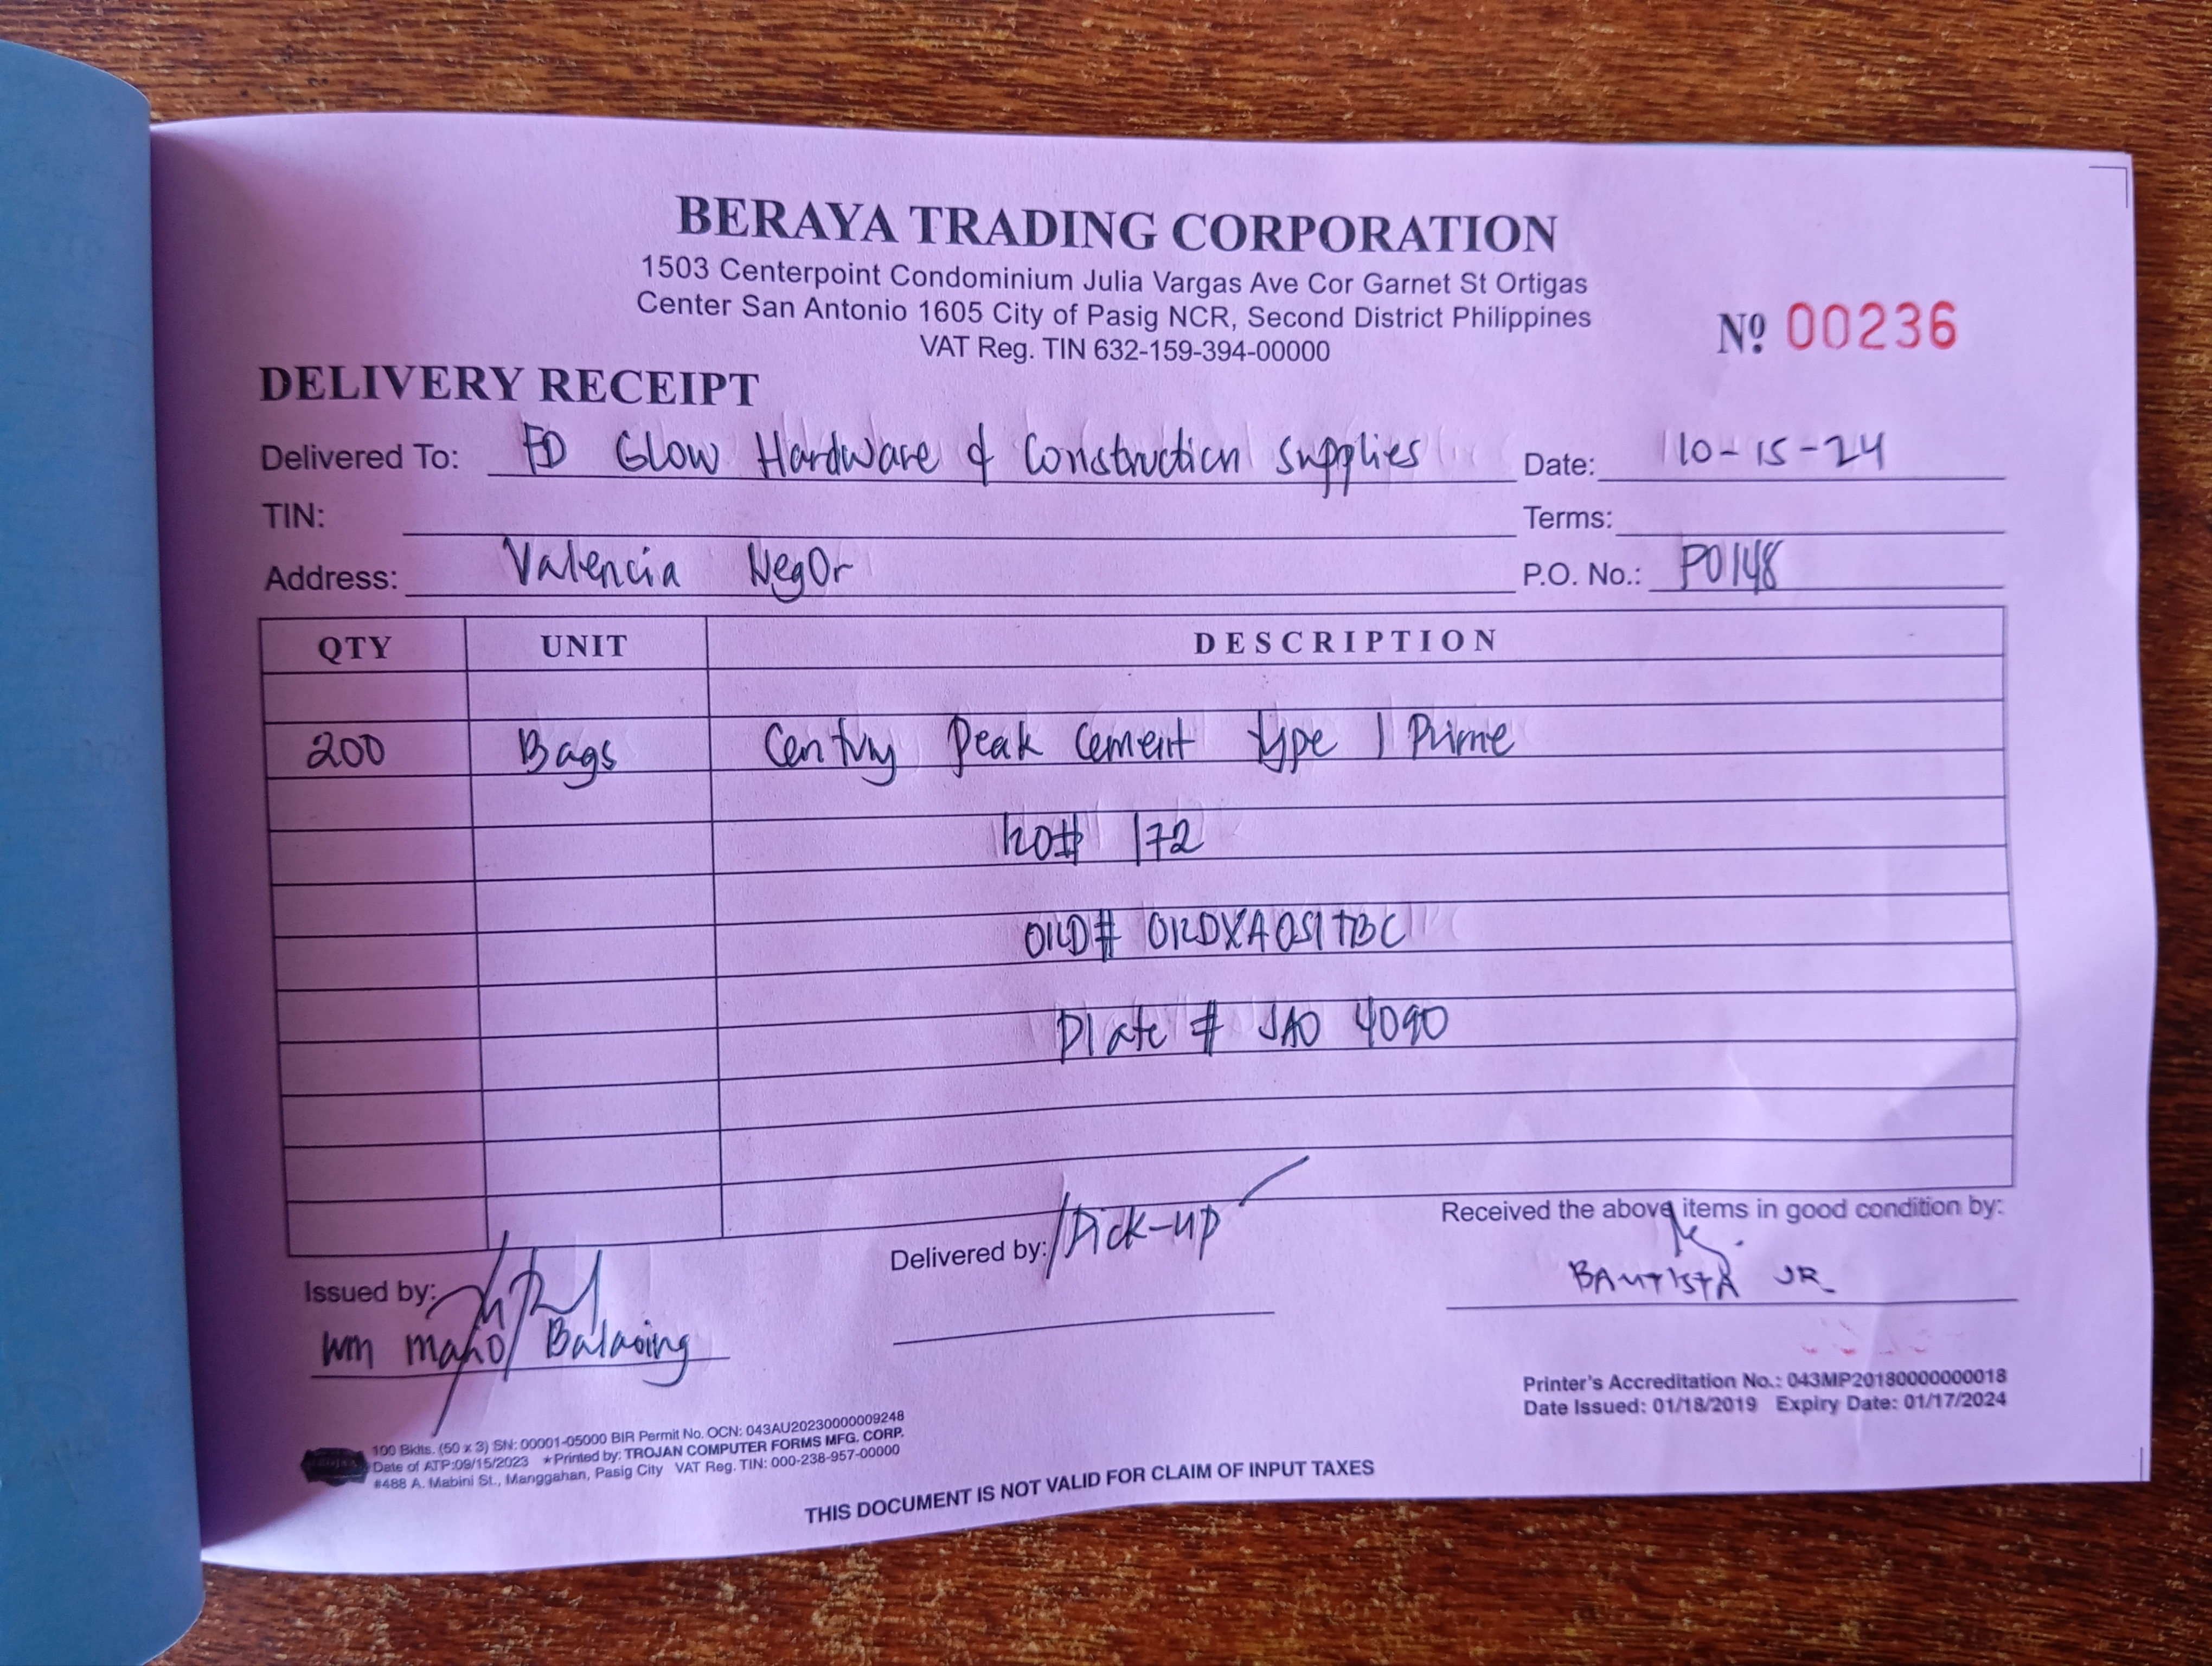 BERAYA TRADING CORPORATION
1503 Centerpoint Condominium Julia Vargas Ave Cor Garnet St Ortigas
Center San Antonio 1605 City of Pasig NCR, Second District Philippines
VAT Reg. TIN 632-159-394-00000
Nº 00236
DELIVERY RECEIPT
Delivered To: FD Glow Hardware & Construction Supplies Date: 10-15-24
TIN: Terms:
Address: Valencia NegOr P.O. No.: PO148
QTY UNIT DESCRIPTION
200 Bags Century Peak Cement type 1 Prime
172
Plate # JAO 4090
Issued by:
Balaoing
Delivered by: Pick-up
Received the above items in good condition by:
BAUTISTA JR
Printer's Accreditation No.: 043MP20180000000018
Date Issued: 01/18/2019 Expiry Date: 01/17/2024
100 Bklts. (50 x 3) SN: 00001-05000 BIR Permit No. OCN: 043AU20230000009248
Date of ATP:09/15/2023 ★Printed by: TROJAN COMPUTER FORMS MFG. CORP.
#488 A. Mabini St., Manggahan, Pasig City VAT Reg. TIN: 000-238-957-00000
THIS DOCUMENT IS NOT VALID FOR CLAIM OF INPUT TAXES